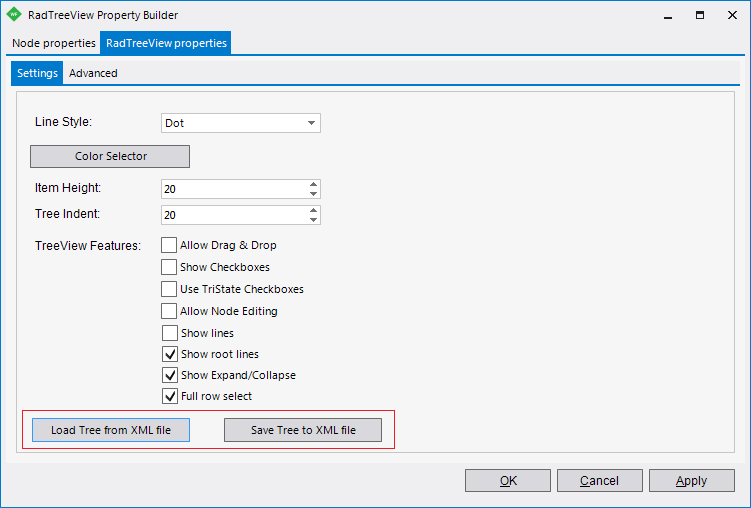 RadTreeView Property Builder
Node properties RadTreeView properties
Settings Advanced
Line Style: Dot
Color Selector
Item Height: 20
Tree Indent: 20
TreeView Features: Allow Drag & Drop
Show Checkboxes
Use TriState Checkboxes
Allow Node Editing
Show lines
Show root lines
Show Expand/Collapse
Full row select
Load Tree from XML file Save Tree to XML file
OK Cancel Apply